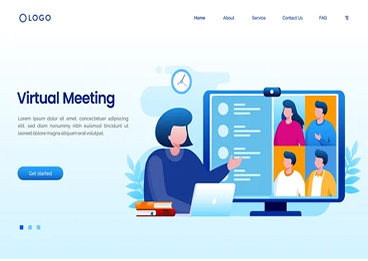 LOGO
Home About Service Contact Us FAQ
Virtual Meeting
Lorem ipsum dolor sit amet, consectetur adipiscing
elit, sed diam nonummy nibh euismod tincidunt ut
laoreet dolore magna aliquam erat volutpat.
Get started